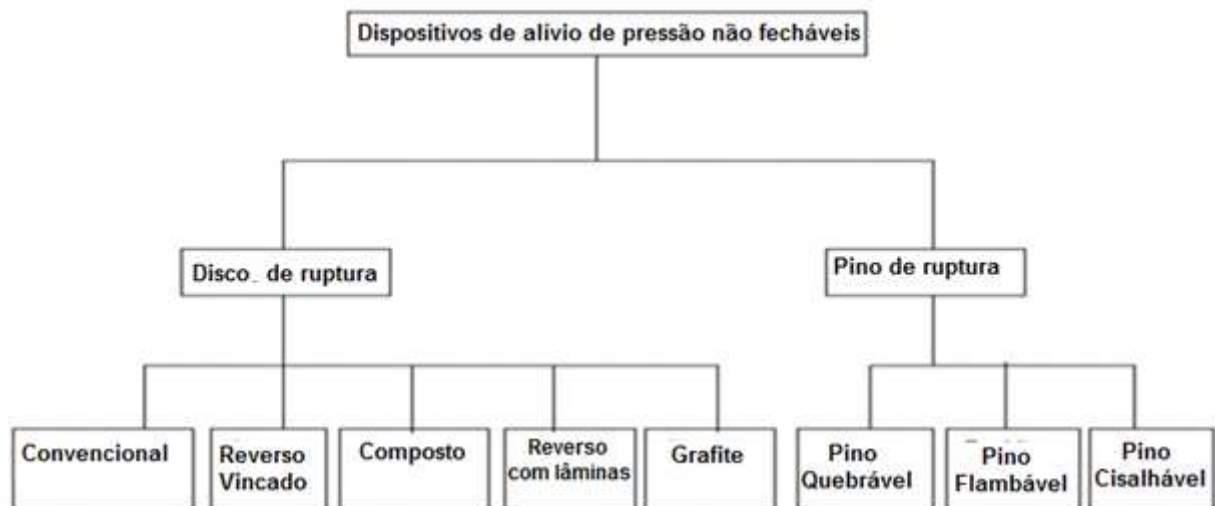 Dispositivos de alívio de pressão não fecháveis
Disco_ de ruptura
Pino de ruptura
Convencional
Reverso
Vincado
Composto
Reverso
com lâminas
Grafite
Pino
Quebrável
Pino
Flambável
Pino
Cisalhável